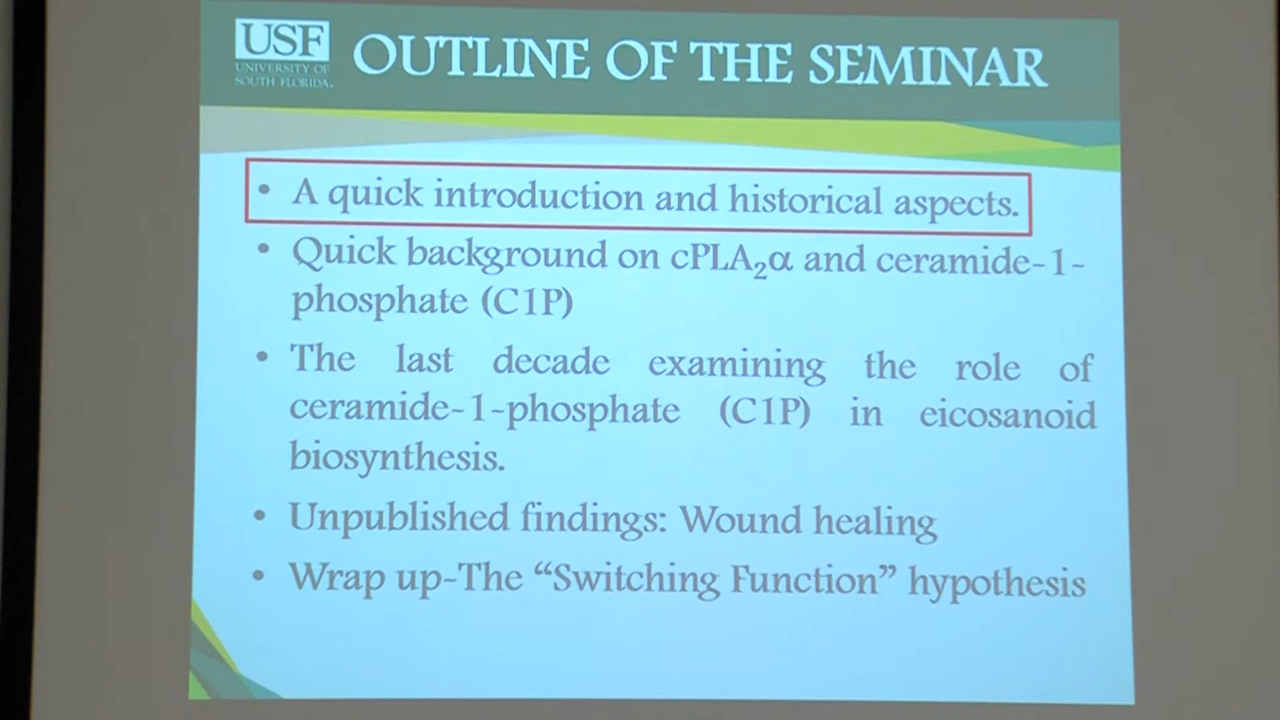 USF
UNIVERSITY OF
SOUTH FLORIDA.
OUTLINE OF THE SEMINAR
• A quick introduction and historical aspects.
• Quick background on cPLA₂α and ceramide-1-
phosphate (C1P)
• The last decade examining the role of
ceramide-1-phosphate (C1P) in eicosanoid
biosynthesis.
• Unpublished findings: Wound healing
• Wrap up-The “Switching Function” hypothesis